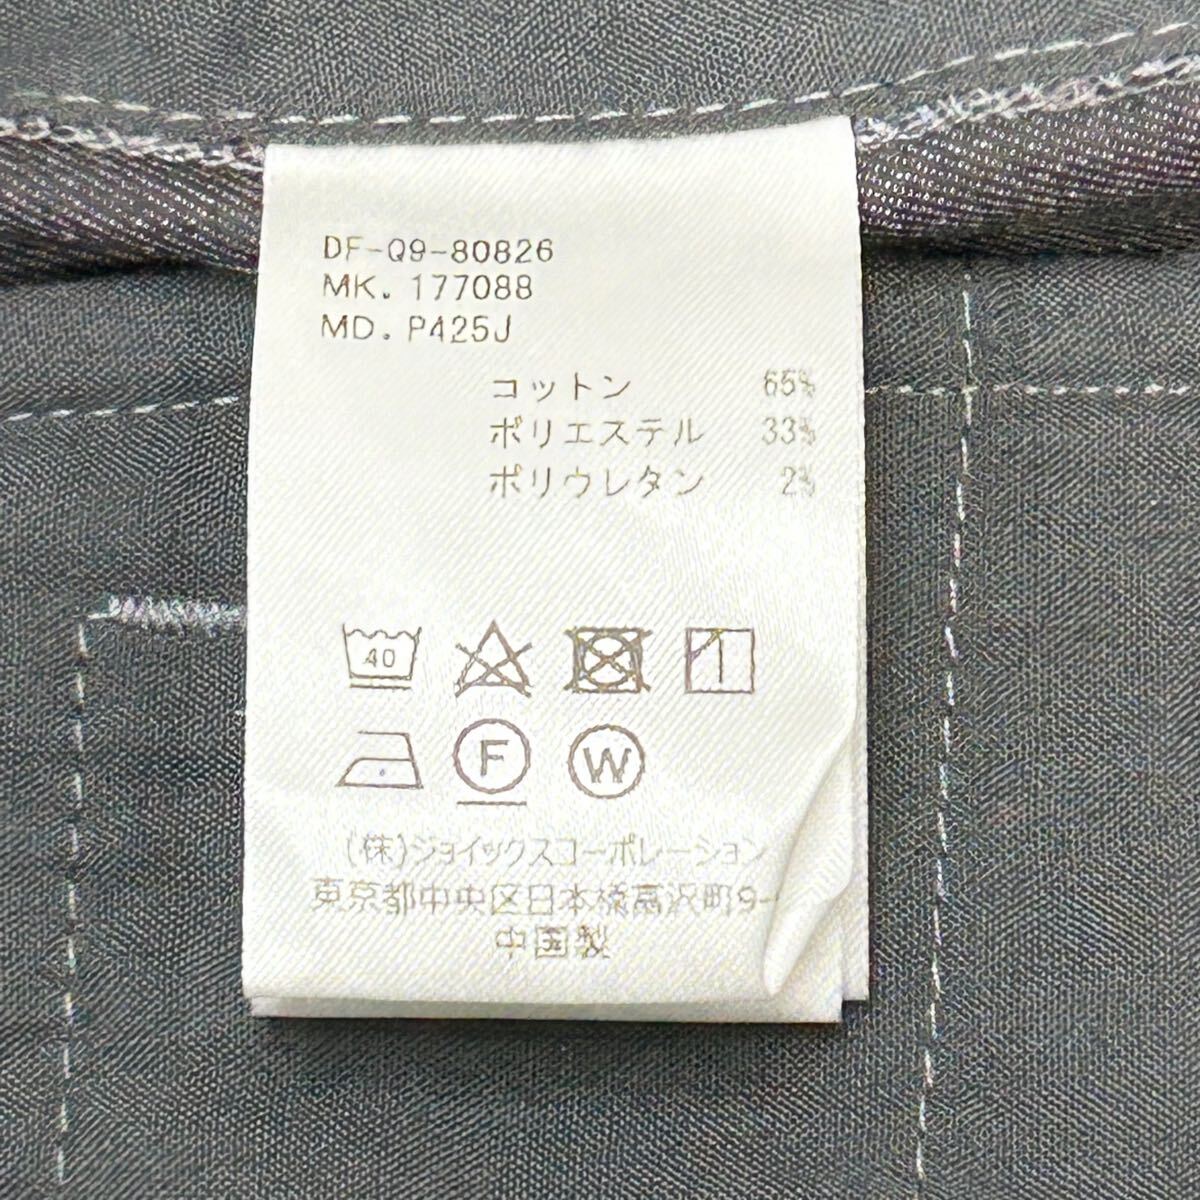 DF-Q9-80826
MK. 177088
MD. P425J
コットン 65%
ポリエステル 33%
ポリウレタン 2%
40
F W
(株)ジョイックスコーポレーション
東京都中央区日本橋富沢町9-
中国製